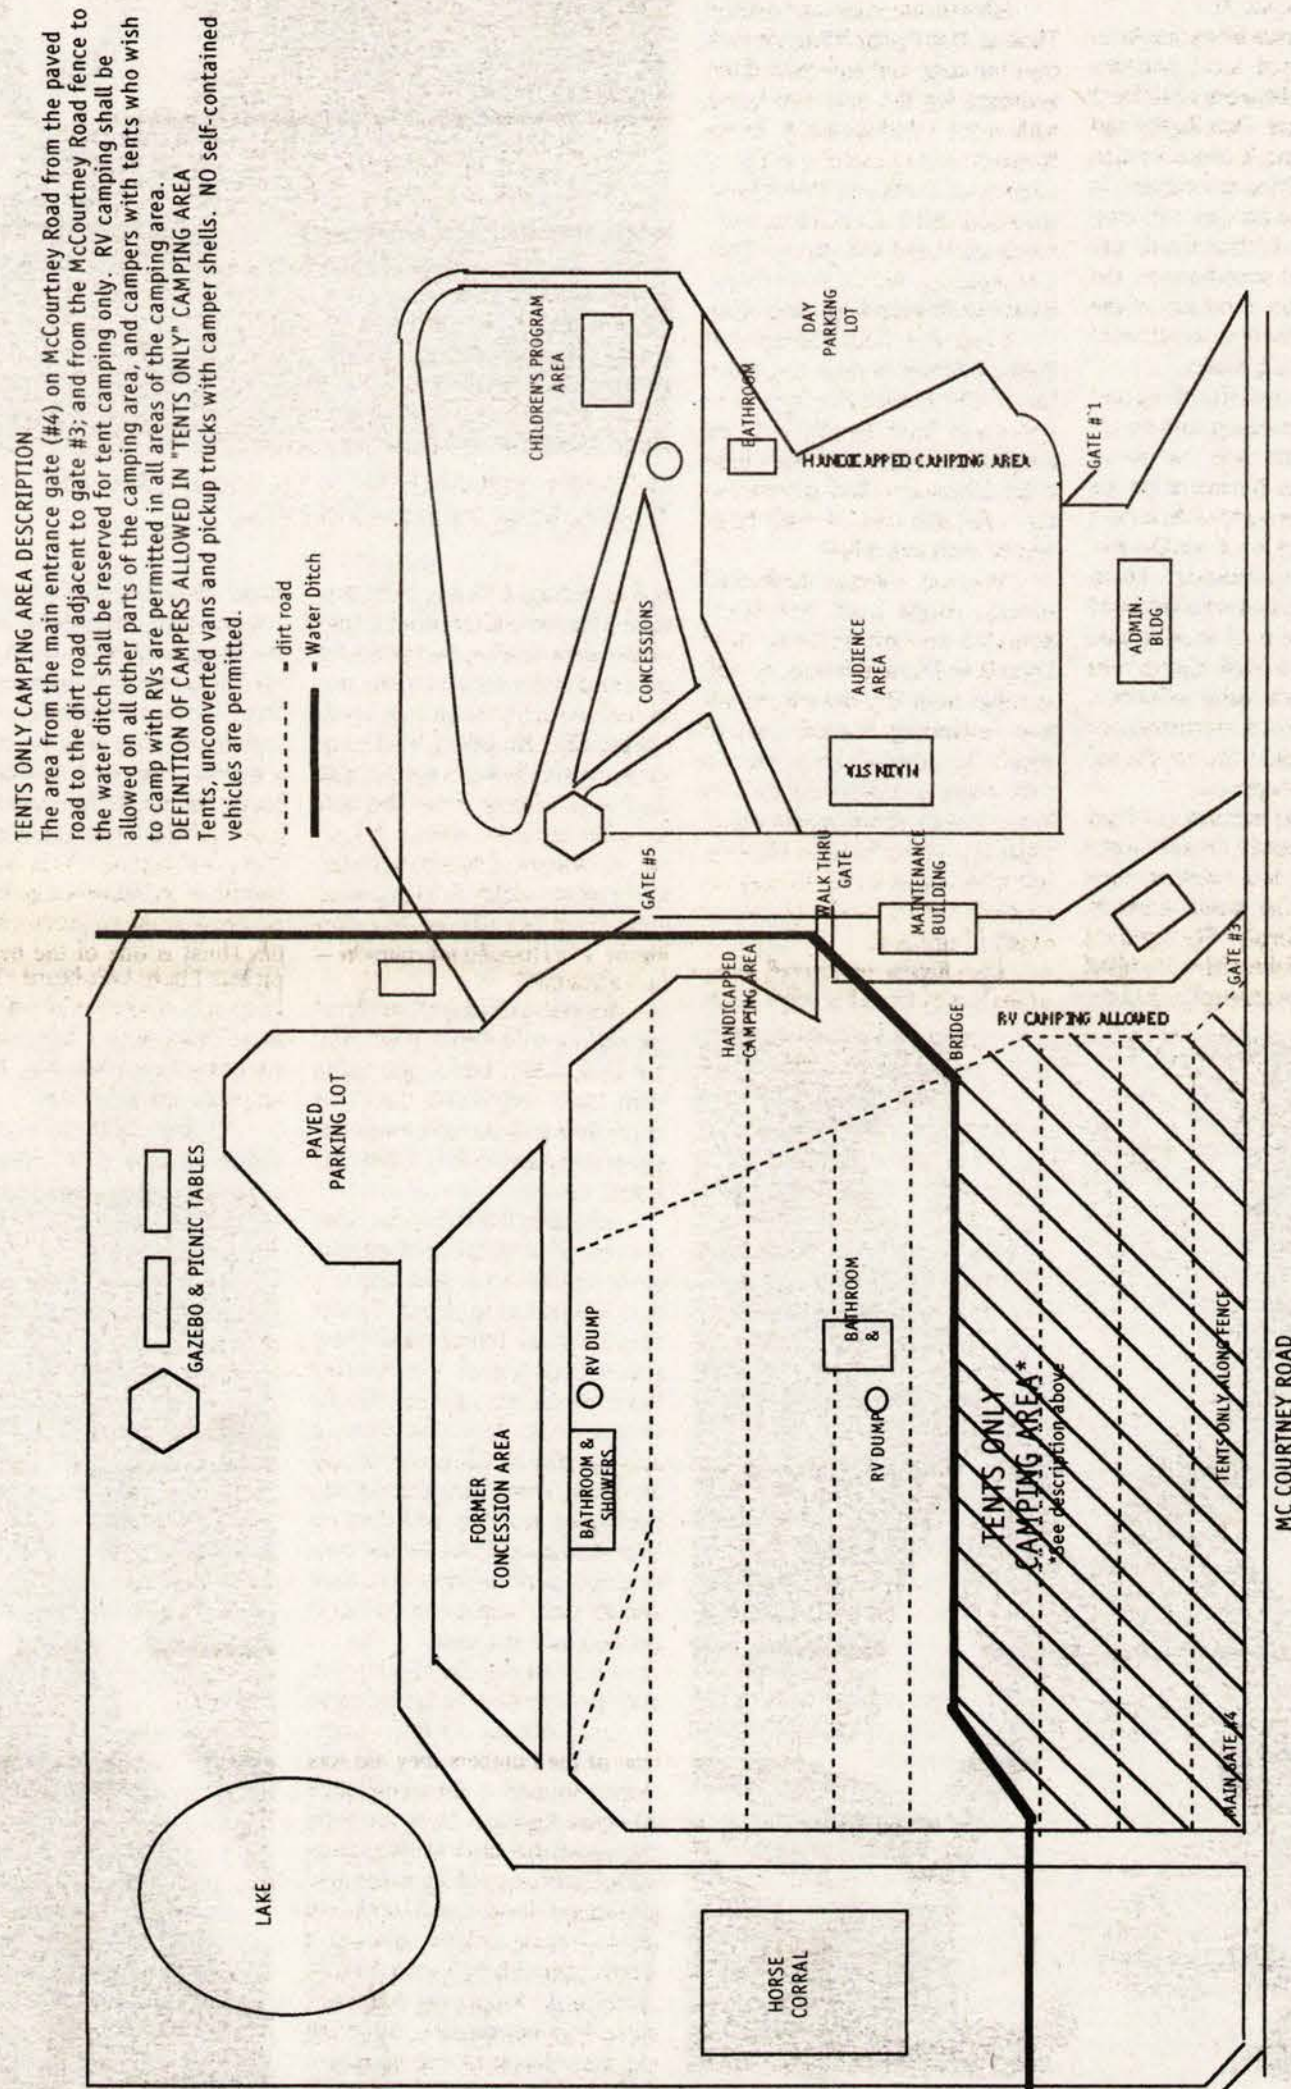 TENTS ONLY CAMPING AREA DESCRIPTION
The area from the main entrance gate (#4) on McCourtney Road from the paved
road to the dirt road adjacent to gate #3; and from the McCourtney Road fence to
the water ditch shall be reserved for tent camping only. RV camping shall be
allowed on all other parts of the camping area, and campers with tents who wish
to camp with RVs are permitted in all areas of the camping area.
DEFINITION OF CAMPERS ALLOWED IN "TENTS ONLY" CAMPING AREA
Tents, unconverted vans and pickup trucks with camper shells. NO self-contained
vehicles are permitted.
- dirt road
- Water Ditch
GAZEBO & PICNIC TABLES
LAKE
PAVED
PARKING LOT
CHILDREN'S PROGRAM
AREA
FORMER
CONCESSION AREA
BATHROOM &
SHOWERS
RV DUMP
CONCESSIONS
GATE #5
BATHROOM
DAY
PARKING
LOT
HANDICAPPED CAMPING AREA
HANDICAPPED
CAMPING AREA
WALK THRU
GATE
MAIN STA
AUDIENCE
AREA
MAINTENANCE
BUILDING
HORSE
CORRAL
BATHROOM
&
RV DUMP
BRIDGE
GATE #1
ADMIN.
BLDG
TENTS ONLY
CAMPING AREA*
*See description above
RV CAMPING ALLOWED
GATE #3
TENTS ONLY ALONG FENCE
MAIN GATE #4
MC COURTNEY ROAD